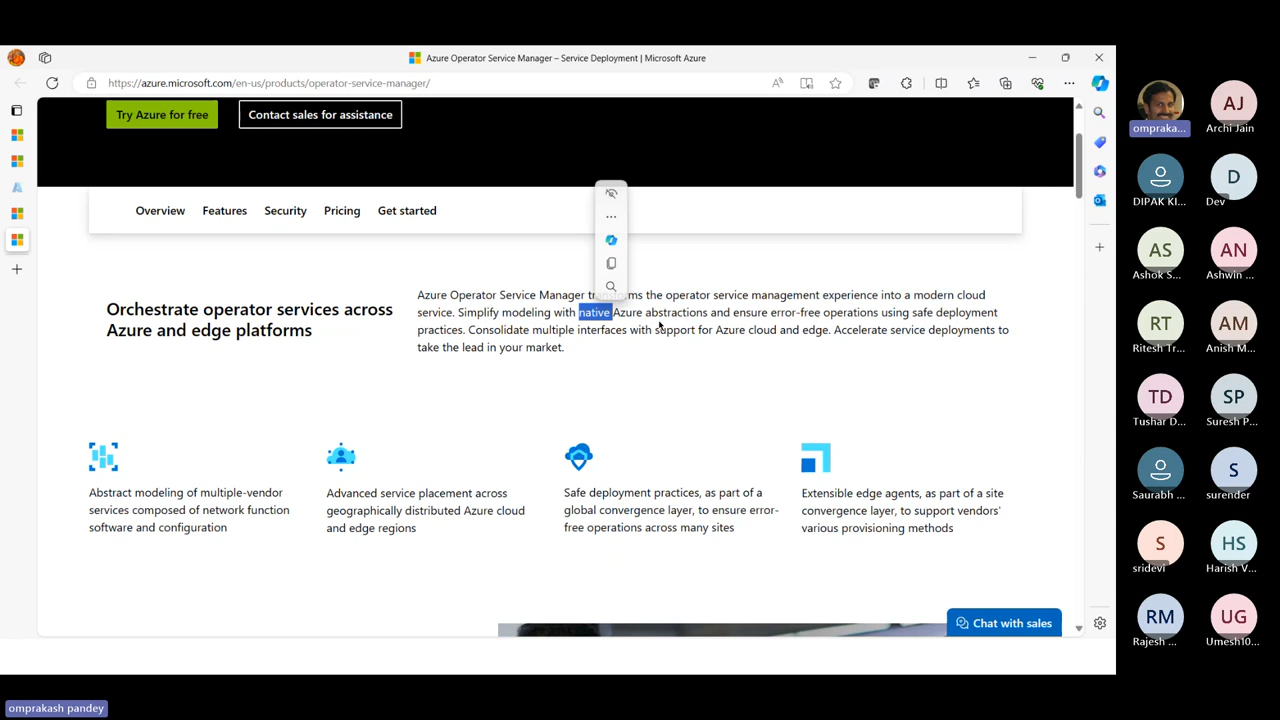 Azure Operator Service Manager – Service Deployment | Microsoft Azure
https://azure.microsoft.com/en-us/products/operator-service-manager/
Try Azure for free
Contact sales for assistance
Overview
Features
Security
Pricing
Get started
Orchestrate operator services across
Azure and edge platforms
Azure Operator Service Manager transforms the operator service management experience into a modern cloud
service. Simplify modeling with native Azure abstractions and ensure error-free operations using safe deployment
practices. Consolidate multiple interfaces with support for Azure cloud and edge. Accelerate service deployments to
take the lead in your market.
Abstract modeling of multiple-vendor
services composed of network function
software and configuration
Advanced service placement across
geographically distributed Azure cloud
and edge regions
Safe deployment practices, as part of a
global convergence layer, to ensure error-
free operations across many sites
Extensible edge agents, as part of a site
convergence layer, to support vendors'
various provisioning methods
Chat with sales
ompraka...
AJ
Archi Jain
DIPAK KI...
D
Dev
AS
Ashok S...
AN
Ashwin ...
RT
Ritesh Tr...
AM
Anish M...
TD
Tushar D...
SP
Suresh P...
Saurabh ...
S
surender
S
sridevi
HS
Harish V...
RM
Rajesh ...
UG
Umesh10...
omprakash pandey